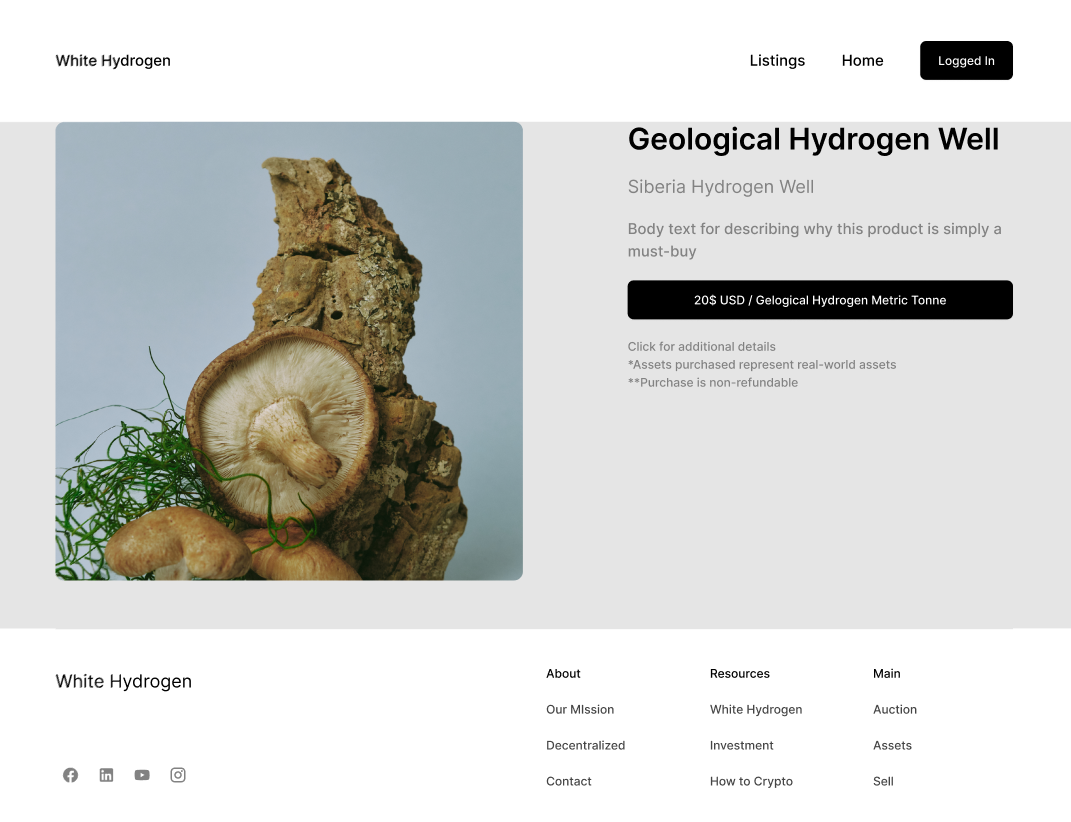 White Hydrogen
Listings
Home
Logged In
Geological Hydrogen Well
Siberia Hydrogen Well
Body text for describing why this product is simply a
must-buy
20$ USD / Gelogical Hydrogen Metric Tonne
Click for additional details
*Assets purchased represent real-world assets
**Purchase is non-refundable
White Hydrogen
About
Our MIssion
Decentralized
Contact
Resources
White Hydrogen
Investment
How to Crypto
Main
Auction
Assets
Sell